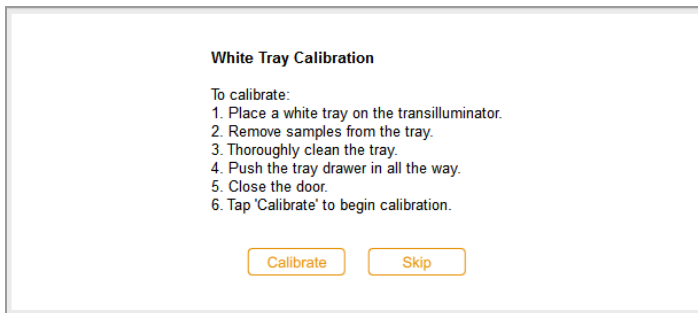 White Tray Calibration
To calibrate:
1. Place a white tray on the transilluminator.
2. Remove samples from the tray.
3. Thoroughly clean the tray.
4. Push the tray drawer in all the way.
5. Close the door.
6. Tap 'Calibrate' to begin calibration.
Calibrate Skip